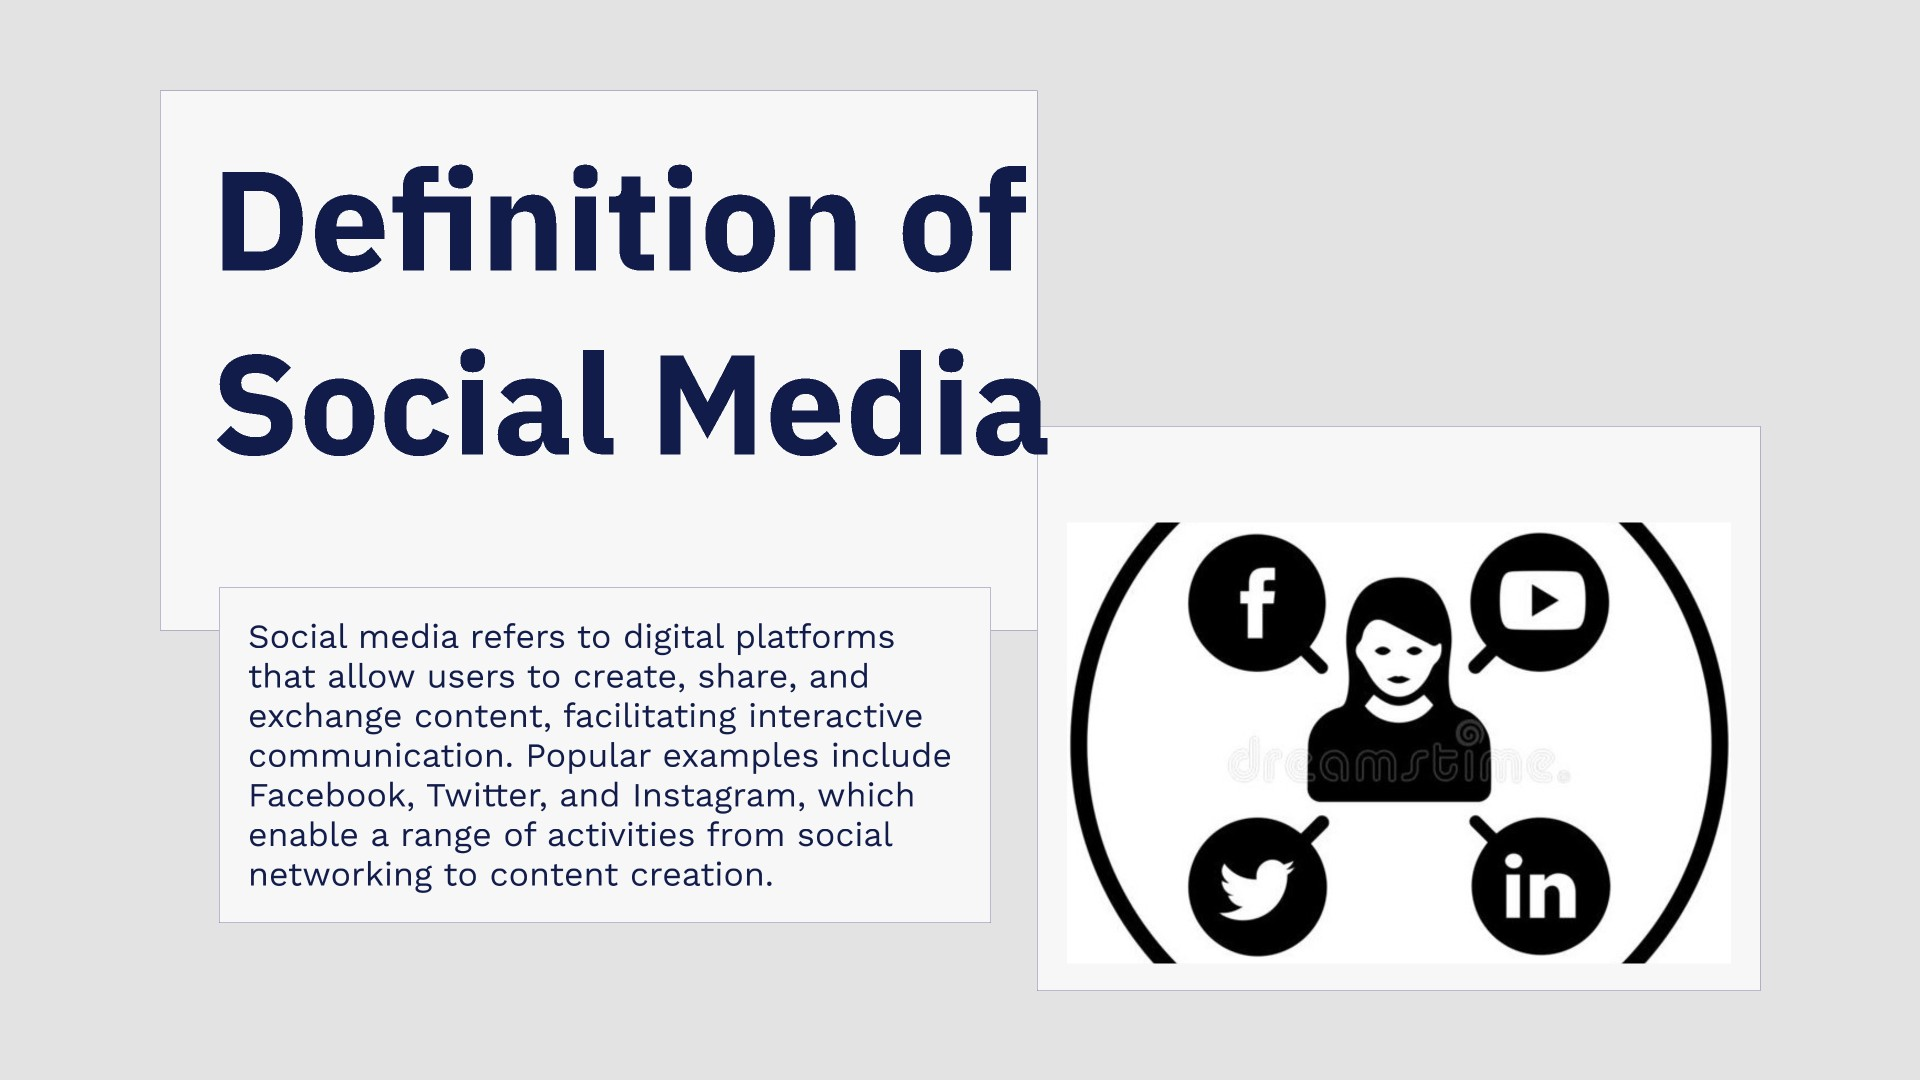 Definition of
Social Media
Social media refers to digital platforms
that allow users to create, share, and
exchange content, facilitating interactive
communication. Popular examples include
Facebook, Twitter, and Instagram, which
enable a range of activities from social
networking to content creation.
f
dreamstime.
in